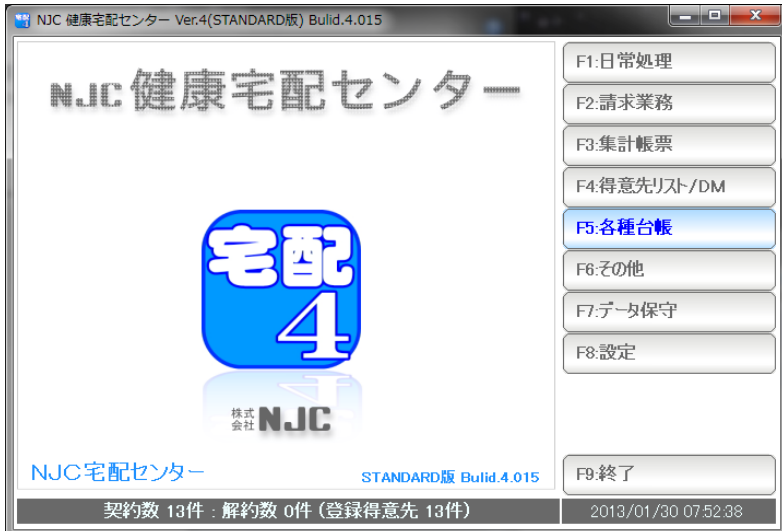 NJC 健康宅配センター Ver.4(STANDARD版) Bulid.4.015
NJC健康宅配センター
宅配
4
株式会社 NJC
NJC宅配センター
STANDARD版 Bulid.4.015
F1:日常処理
F2:請求業務
F3:集計帳票
F4:得意先リスト/DM
F5:各種台帳
F6:その他
F7:データ保守
F8:設定
F9:終了
契約数 13件 : 解約数 0件 (登録得意先 13件)
2013/01/30 07:52:38